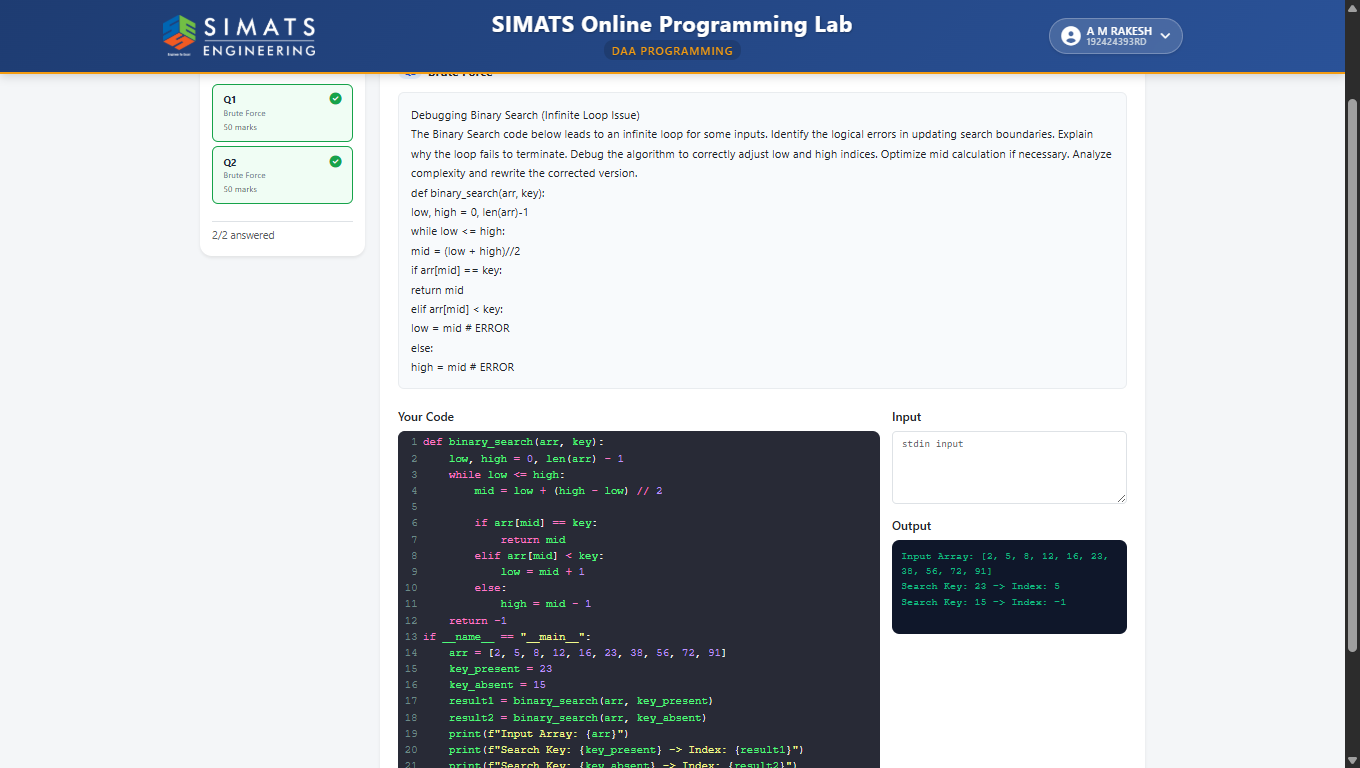 SIMATS
ENGINEERING
SIMATS Online Programming Lab
DAA PROGRAMMING
A M RAKESH
192424393RD
Q1
Brute Force
50 marks
Q2
Brute Force
50 marks
2/2 answered
Brute Force
Debugging Binary Search (Infinite Loop Issue)
The Binary Search code below leads to an infinite loop for some inputs. Identify the logical errors in updating search boundaries. Explain
why the loop fails to terminate. Debug the algorithm to correctly adjust low and high indices. Optimize mid calculation if necessary. Analyze
complexity and rewrite the corrected version.
def binary_search(arr, key):
low, high = 0, len(arr)-1
while low <= high:
mid = (low + high)//2
if arr[mid] == key:
return mid
elif arr[mid] < key:
low = mid # ERROR
else:
high = mid # ERROR
Your Code
1 def binary_search(arr, key):
2     low, high = 0, len(arr) - 1
3     while low <= high:
4         mid = low + (high - low) // 2
5
6         if arr[mid] == key:
7             return mid
8         elif arr[mid] < key:
9             low = mid + 1
10         else:
11             high = mid - 1
12     return -1
13 if __name__ == "__main__":
14     arr = [2, 5, 8, 12, 16, 23, 38, 56, 72, 91]
15     key_present = 23
16     key_absent = 15
17     result1 = binary_search(arr, key_present)
18     result2 = binary_search(arr, key_absent)
19     print(f"Input Array: {arr}")
20     print(f"Search Key: {key_present} -> Index: {result1}")
21     print(f"Search Key: {key_absent} -> Index: {result2}")
Input
stdin input
Output
Input Array: [2, 5, 8, 12, 16, 23,
38, 56, 72, 91]
Search Key: 23 -> Index: 5
Search Key: 15 -> Index: -1